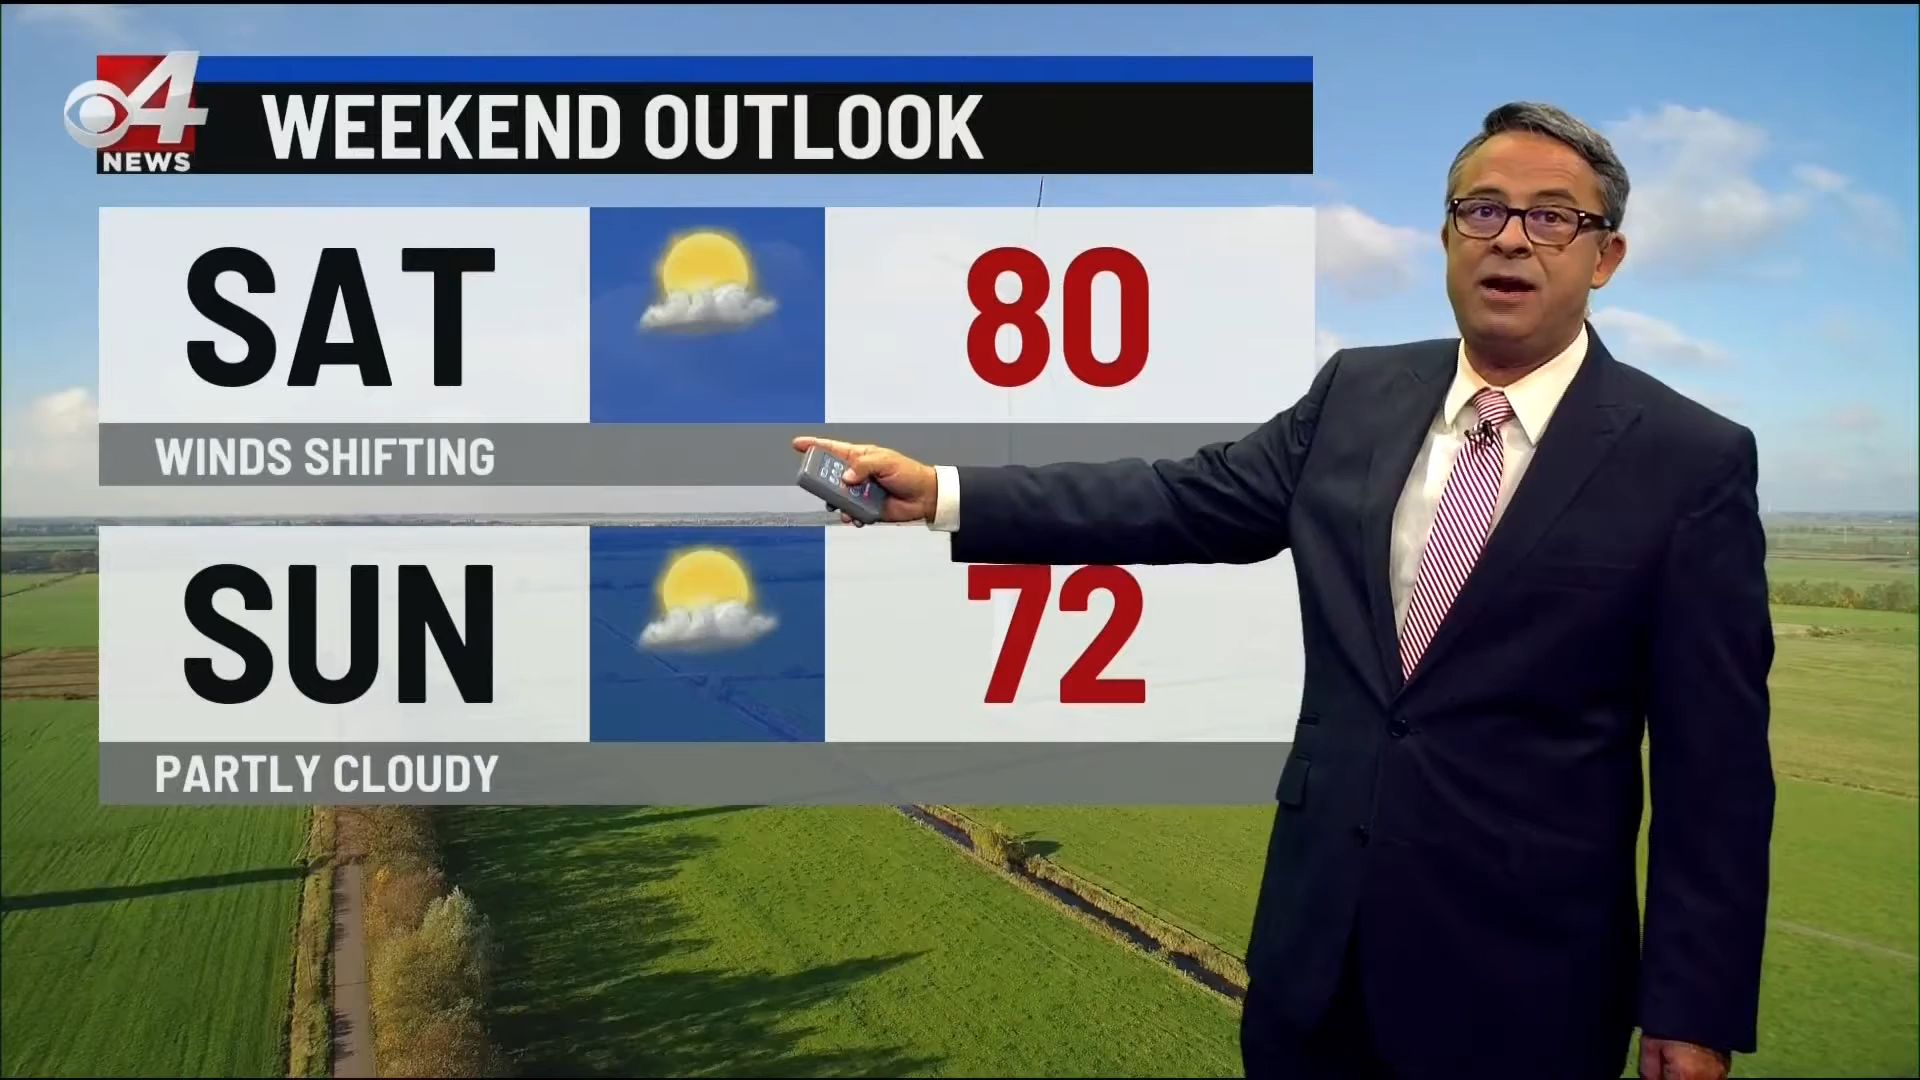 4
NEWS
WEEKEND OUTLOOK
SAT
80
WINDS SHIFTING
SUN
72
PARTLY CLOUDY